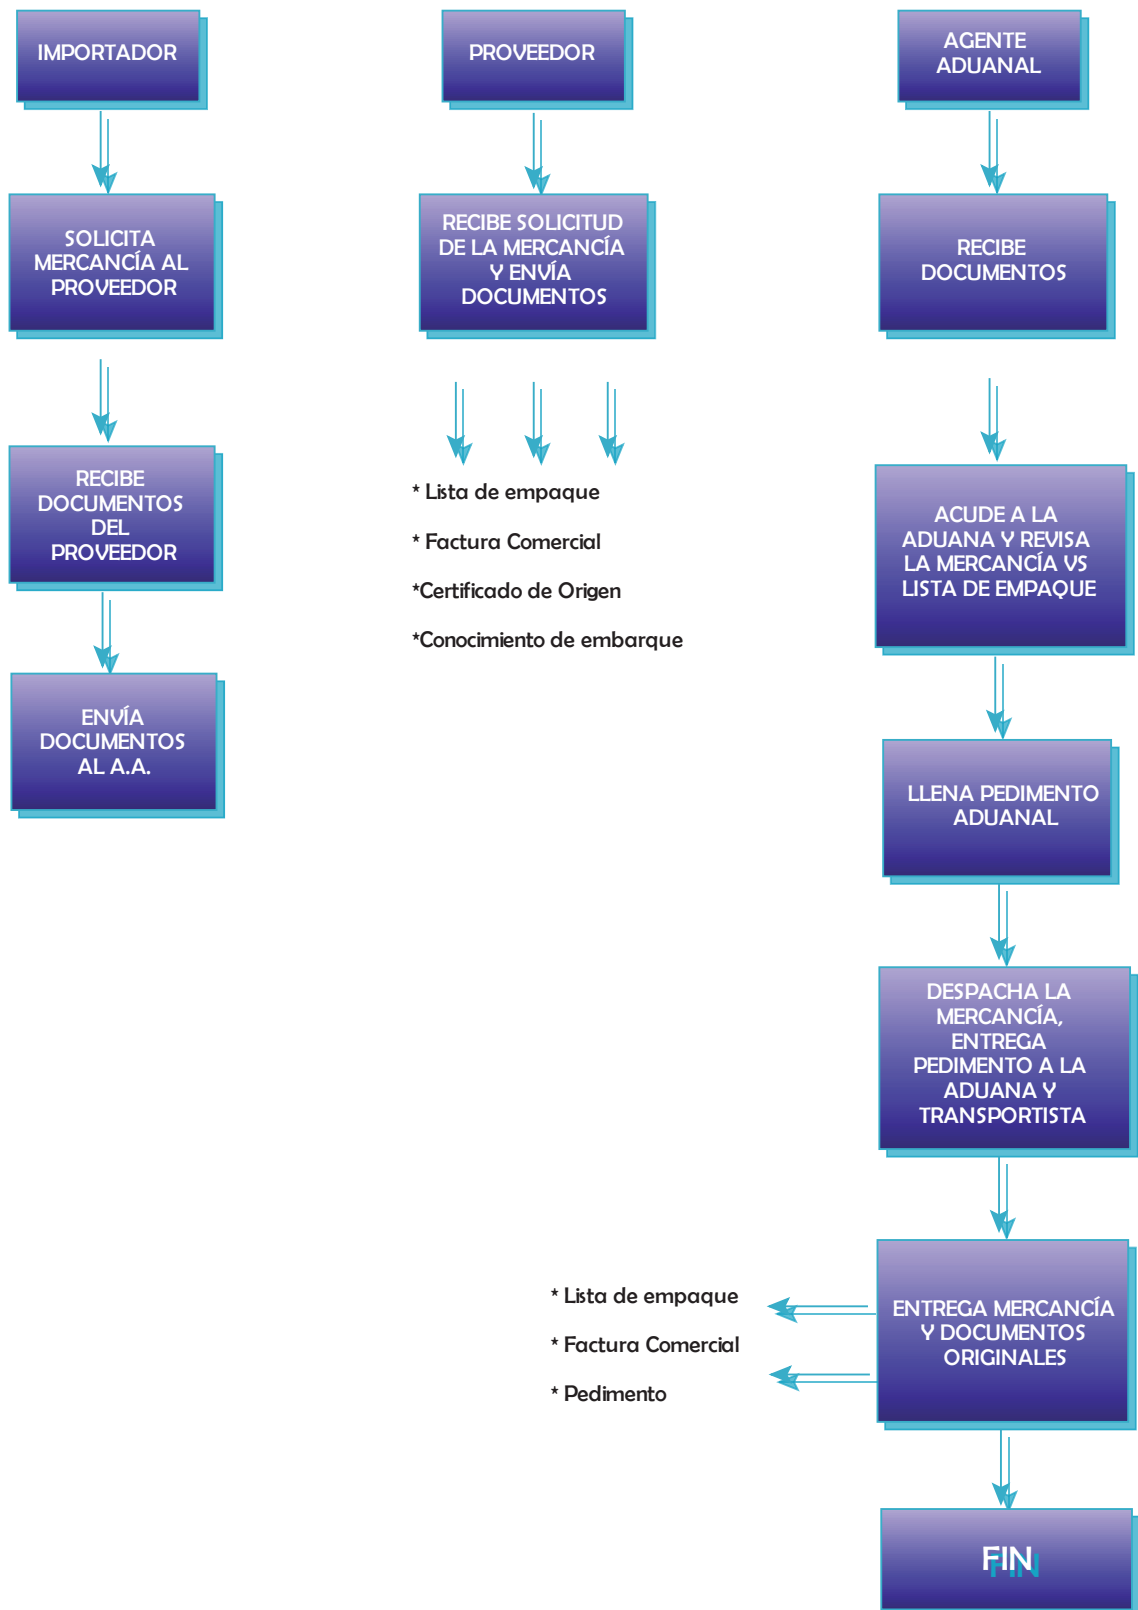 IMPORTADOR
SOLICITA
MERCANCÍA AL
PROVEEDOR
RECIBE
DOCUMENTOS
DEL
PROVEEDOR
ENVÍA
DOCUMENTOS
AL A.A.
PROVEEDOR
RECIBE SOLICITUD
DE LA MERCANCÍA
Y ENVÍA
DOCUMENTOS
* Lista de empaque
* Factura Comercial
*Certificado de Origen
*Conocimiento de embarque
AGENTE
ADUANAL
RECIBE
DOCUMENTOS
ACUDE A LA
ADUANA Y REVISA
LA MERCANCÍA VS
LISTA DE EMPAQUE
LLENA PEDIMENTO
ADUANAL
DESPACHA LA
MERCANCÍA,
ENTREGA
PEDIMENTO A LA
ADUANA Y
TRANSPORTISTA
ENTREGA MERCANCÍA
Y DOCUMENTOS
ORIGINALES
* Lista de empaque
* Factura Comercial
* Pedimento
FIN